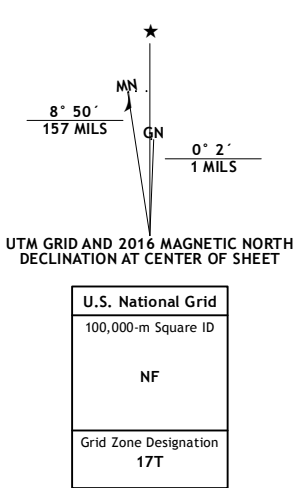 ★
MN
8° 50´
157 MILS
GN
0° 2´
1 MILS
UTM GRID AND 2016 MAGNETIC NORTH
DECLINATION AT CENTER OF SHEET
U.S. National Grid
100,000-m Square ID
NF
Grid Zone Designation
17T